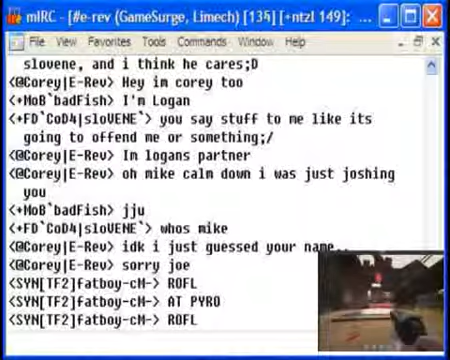 mIRC - [#e-rev (GameSurge, Limech) [135] [+ntzl 149]: ...
File View Favorites Tools Commands Window Help
slovene, and i think he cares;D
<@Corey|E-Rev> Hey im corey too
<+MoB`badFish> I'm Logan
<+FD`CoD4|sloVENE`> you say stuff to me like its
going to offend me or something;/
<@Corey|E-Rev> Im logans partner
<@Corey|E-Rev> oh mike calm down i was just joshing
you
<+MoB`badFish> jju
<+FD`CoD4|sloVENE`> whos mike
<@Corey|E-Rev> idk i just guessed your name..
<@Corey|E-Rev> sorry joe
<SYN[TF2]fatboy-cM-> ROFL
<SYN[TF2]fatboy-cM-> AT PYRO
<SYN[TF2]fatboy-cM-> ROFL